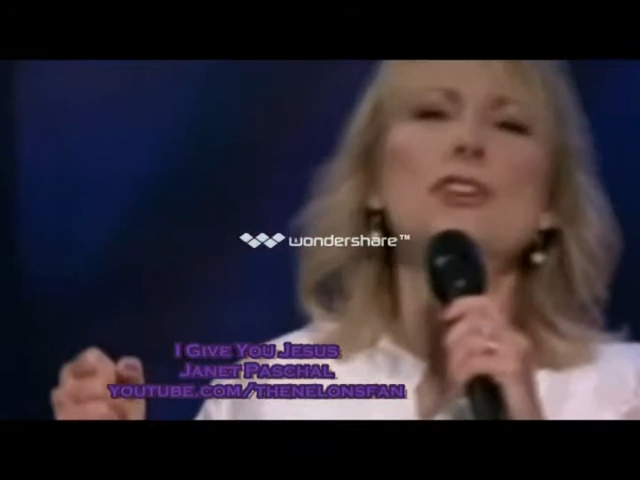 wondershare™
I Give You Jesus
Janet Paschal
youtube.com/thenelonsfan